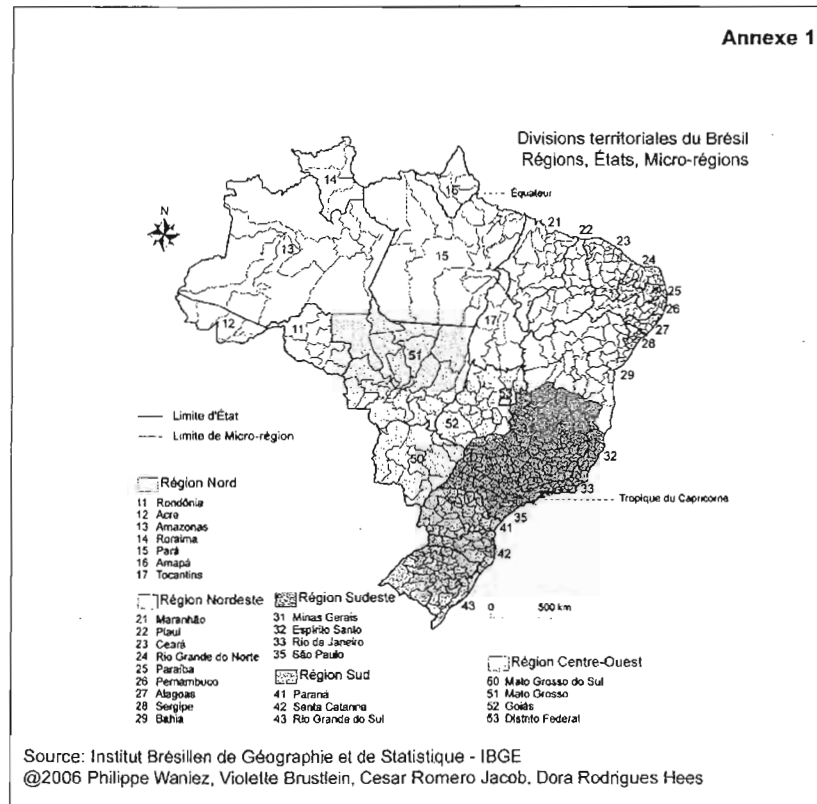 Annexe 1
Divisions territoriales du Brésil
Régions, États, Micro-régions
Équateur
N
14
16
13
15
12
11
17
51
52
50
21
22
23
24
25
26
27
28
29
32
33
35
41
42
43
Tropique du Capricorne
0 500 km
Limite d'État
Limite de Micro-région
Région Nord
11 Rondônia
12 Acre
13 Amazonas
14 Roraima
15 Pará
16 Amapá
17 Tocantins
Région Nordeste
21 Maranhão
22 Piauí
23 Ceará
24 Rio Grande do Norte
25 Paraíba
26 Pernambuco
27 Alagoas
28 Sergipe
29 Bahia
Région Sudeste
31 Minas Gerais
32 Espírito Santo
33 Rio de Janeiro
35 São Paulo
Région Sud
41 Paraná
42 Santa Catarina
43 Rio Grande do Sul
Région Centre-Ouest
50 Mato Grosso do Sul
51 Mato Grosso
52 Goiás
53 Distrito Federal
Source: Institut Brésilien de Géographie et de Statistique - IBGE
@2006 Philippe Waniez, Violette Brustlein, Cesar Romero Jacob, Dora Rodrigues Hees